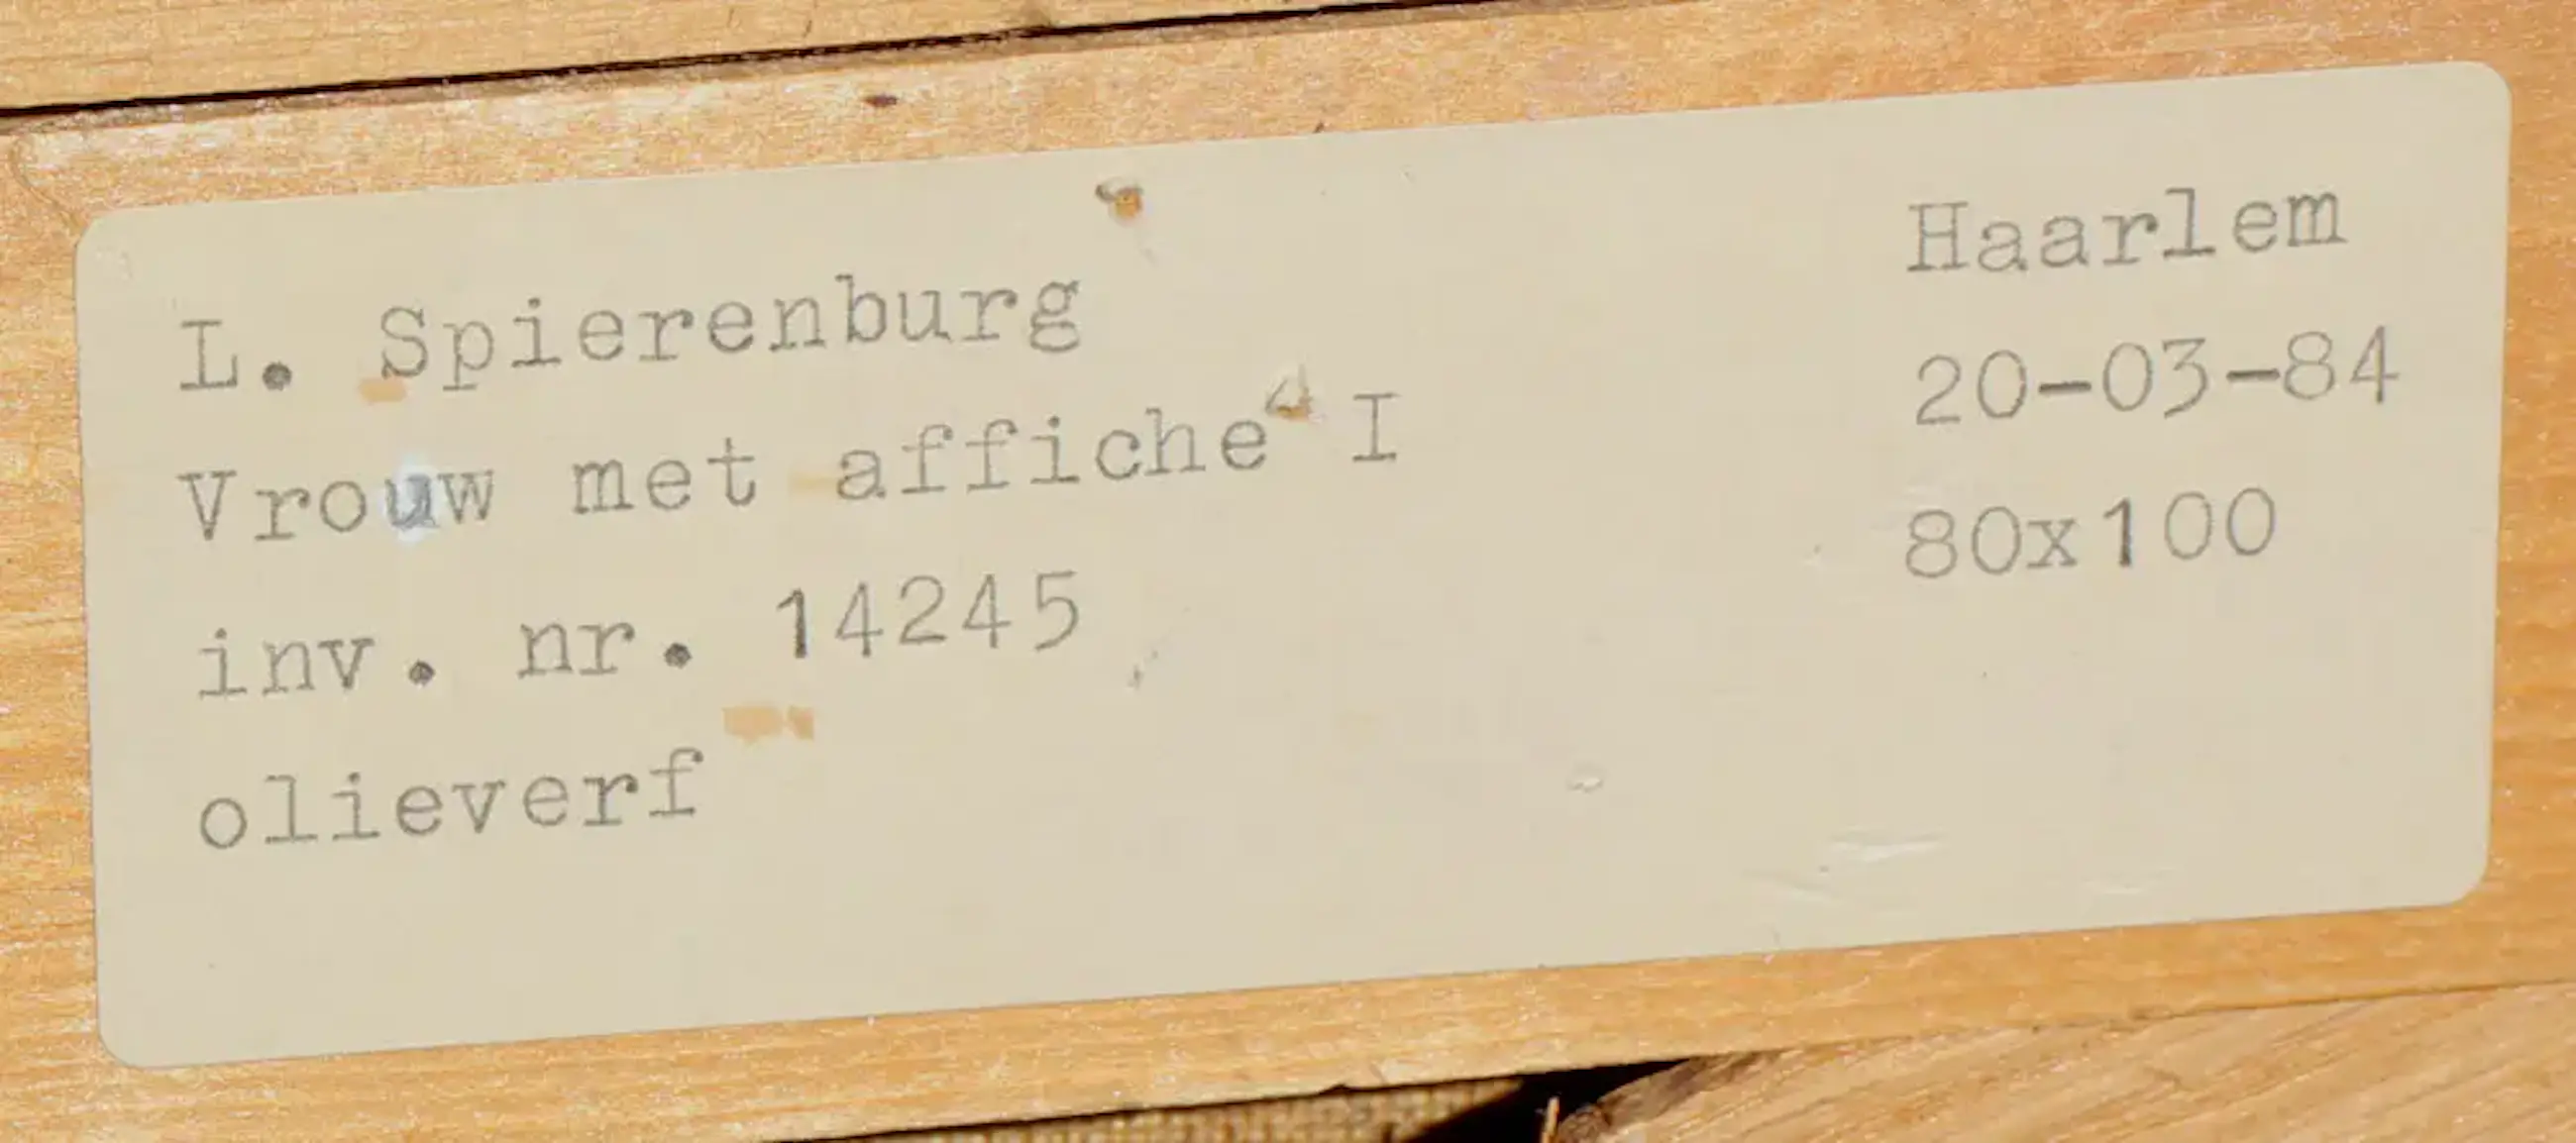 L. Spierenburg
Vrouw met affiche I
inv. nr. 14245
olieverf
Haarlem
20-03-84
80x100